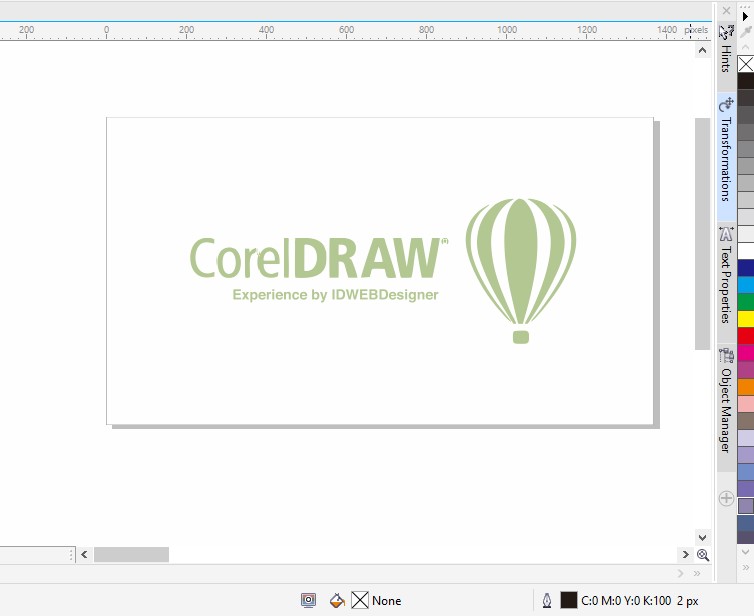 200 0 200 400 600 800 1000 1200 1400 pixels
Hints
Transformations
Text Properties
Object Manager
CorelDRAW®
Experience by IDWEBDesigner
None
C:0 M:0 Y:0 K:100 2 px